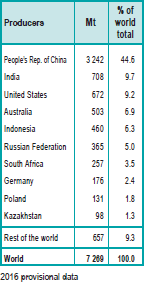 Producers Mt % of world total
People's Rep. of China 3 242 44.6
India 708 9.7
United States 672 9.2
Australia 503 6.9
Indonesia 460 6.3
Russian Federation 365 5.0
South Africa 257 3.5
Germany 176 2.4
Poland 131 1.8
Kazakhstan 98 1.3
Rest of the world 657 9.3
World 7 269 100.0
2016 provisional data